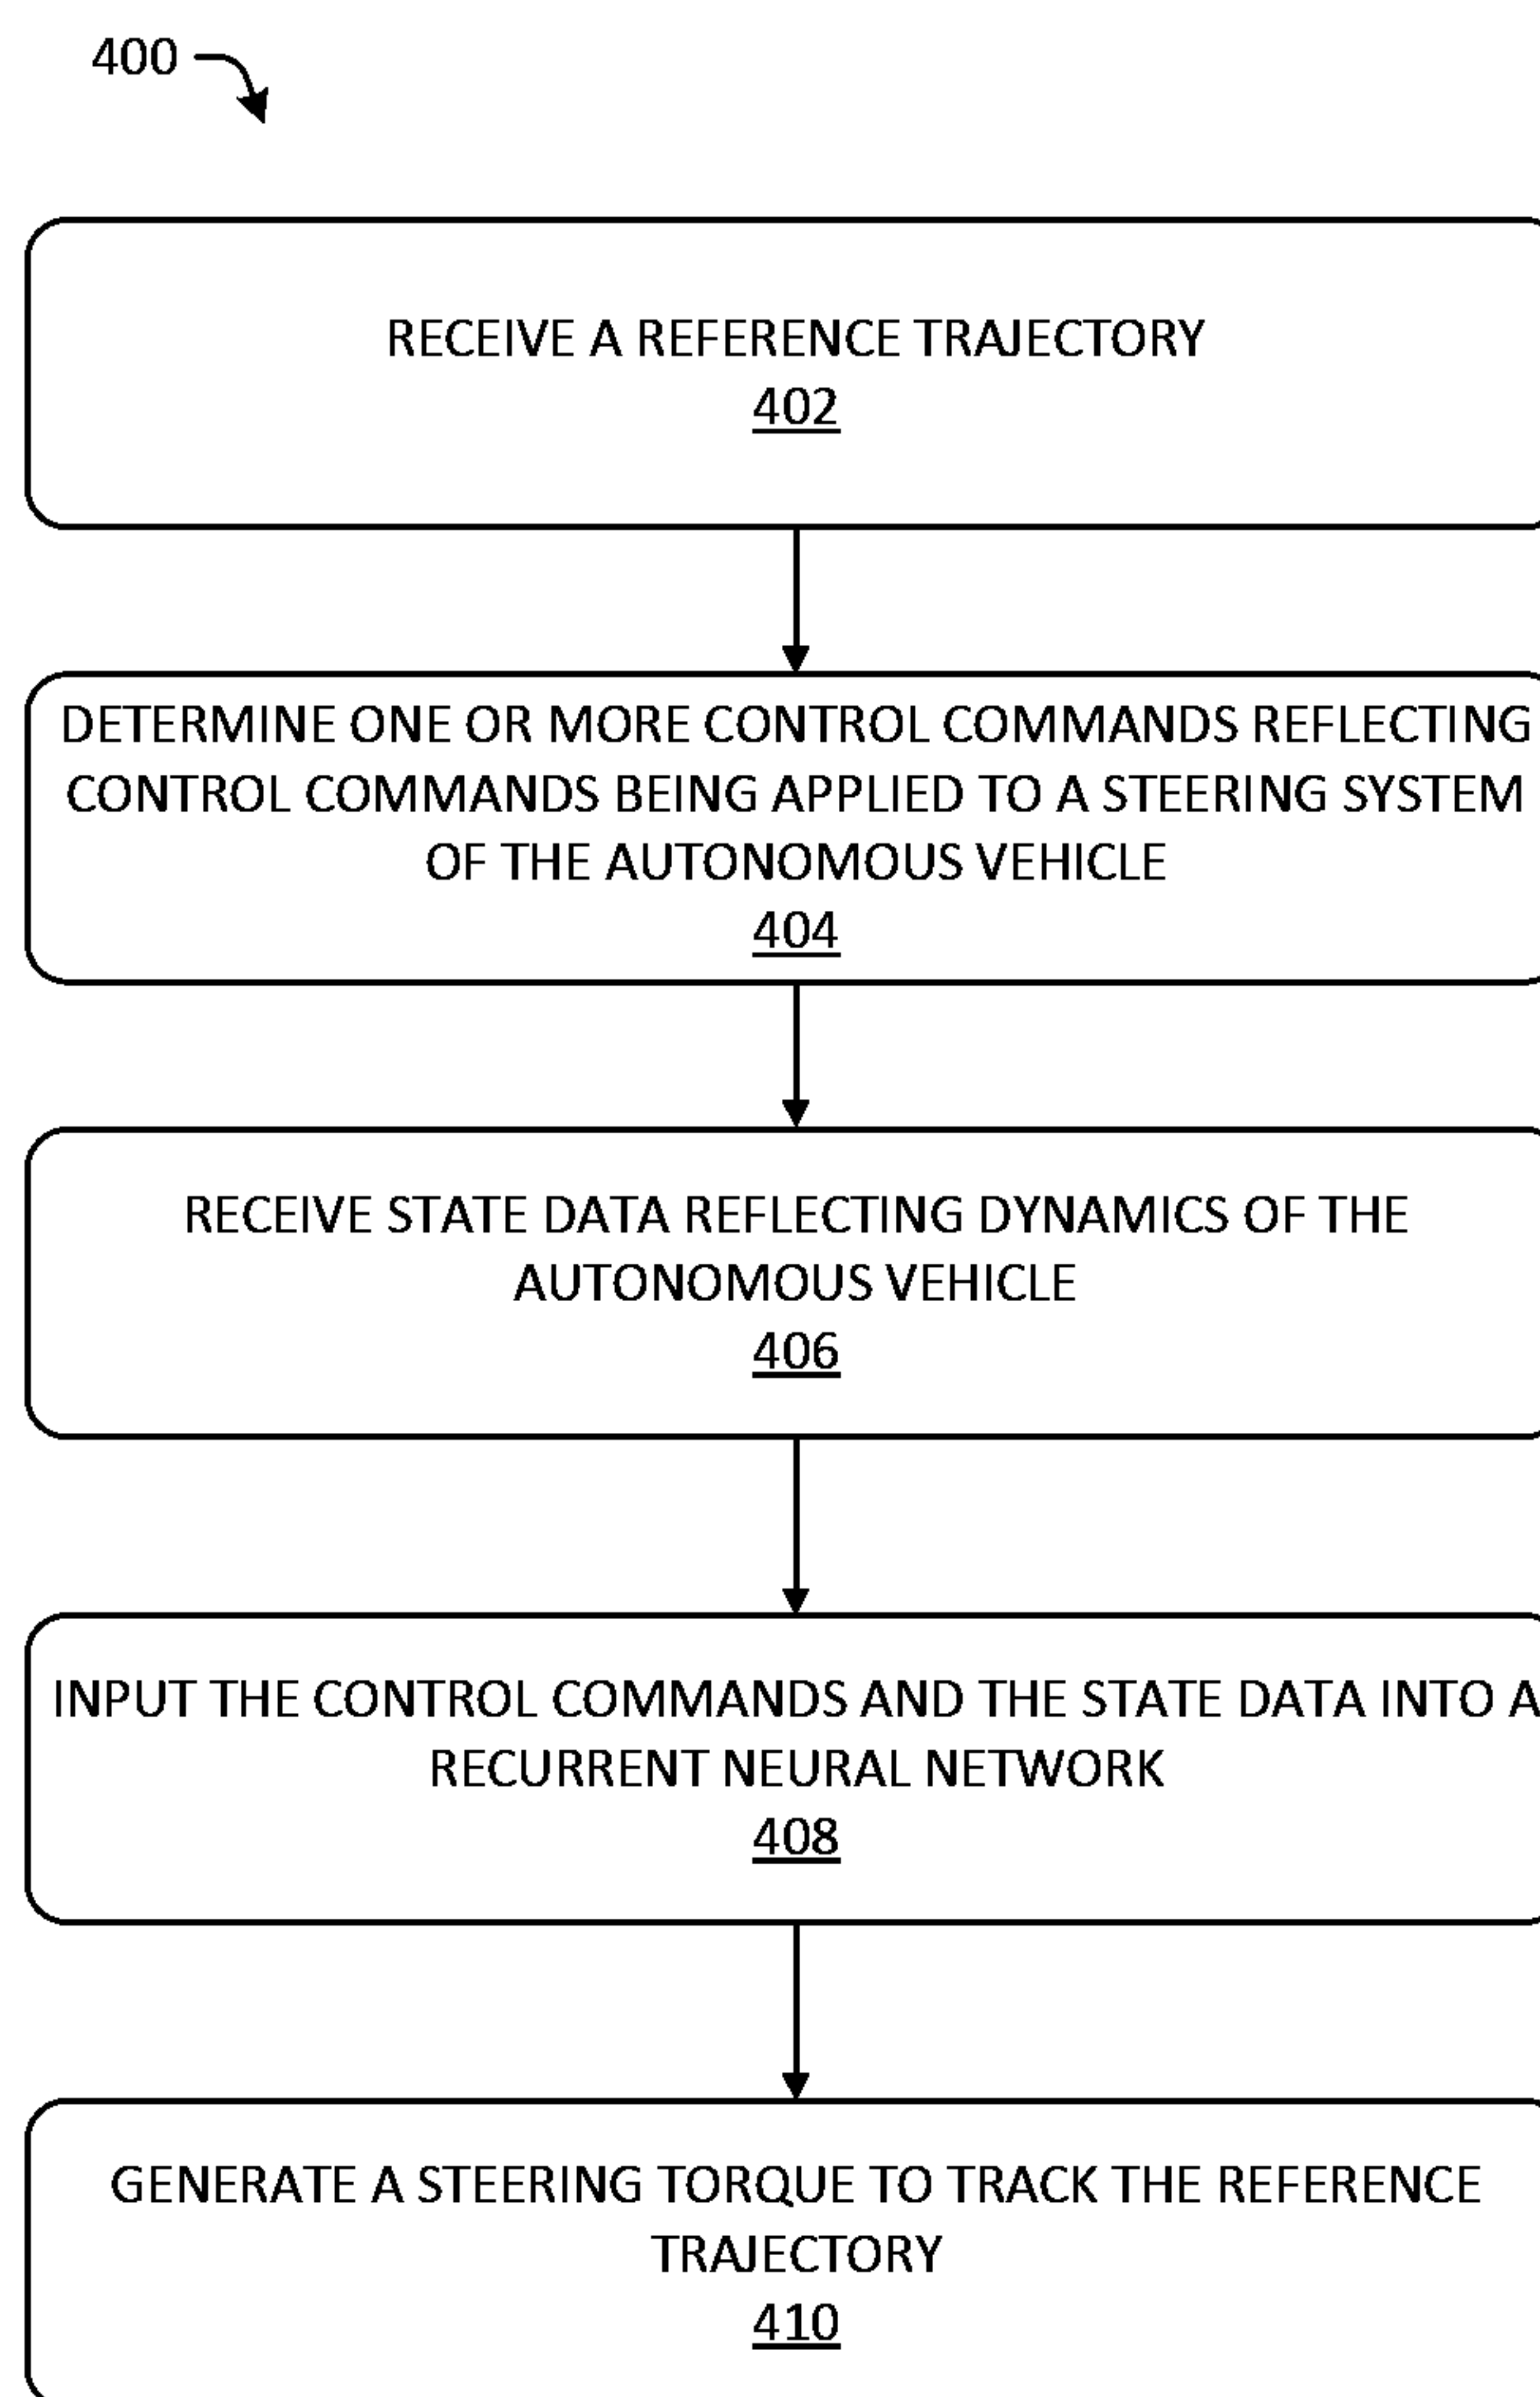 400
RECEIVE A REFERENCE TRAJECTORY
402
DETERMINE ONE OR MORE CONTROL COMMANDS REFLECTING
CONTROL COMMANDS BEING APPLIED TO A STEERING SYSTEM
OF THE AUTONOMOUS VEHICLE
404
RECEIVE STATE DATA REFLECTING DYNAMICS OF THE
AUTONOMOUS VEHICLE
406
INPUT THE CONTROL COMMANDS AND THE STATE DATA INTO A
RECURRENT NEURAL NETWORK
408
GENERATE A STEERING TORQUE TO TRACK THE REFERENCE
TRAJECTORY
410